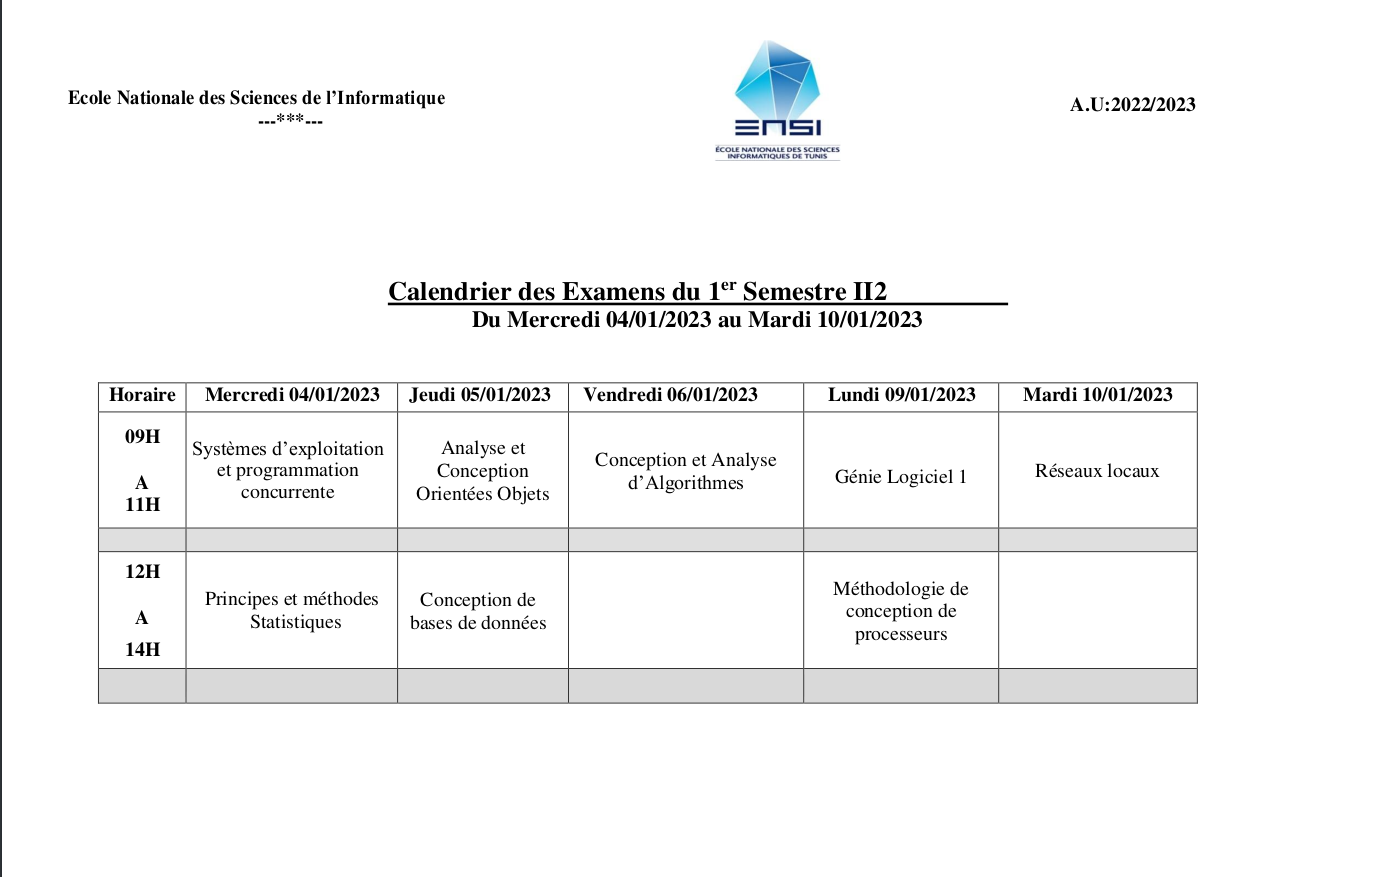 Ecole Nationale des Sciences de l'Informatique
---***---
ENSI
ÉCOLE NATIONALE DES SCIENCES
INFORMATIQUES DE TUNIS
A.U:2022/2023
Calendrier des Examens du 1er Semestre II2
Du Mercredi 04/01/2023 au Mardi 10/01/2023
Horaire Mercredi 04/01/2023 Jeudi 05/01/2023 Vendredi 06/01/2023 Lundi 09/01/2023 Mardi 10/01/2023
09H
A
11H
Systèmes d'exploitation
et programmation
concurrente
Analyse et
Conception
Orientées Objets
Conception et Analyse
d'Algorithmes
Génie Logiciel 1
Réseaux locaux
12H
A
14H
Principes et méthodes
Statistiques
Conception de
bases de données
Méthodologie de
conception de
processeurs